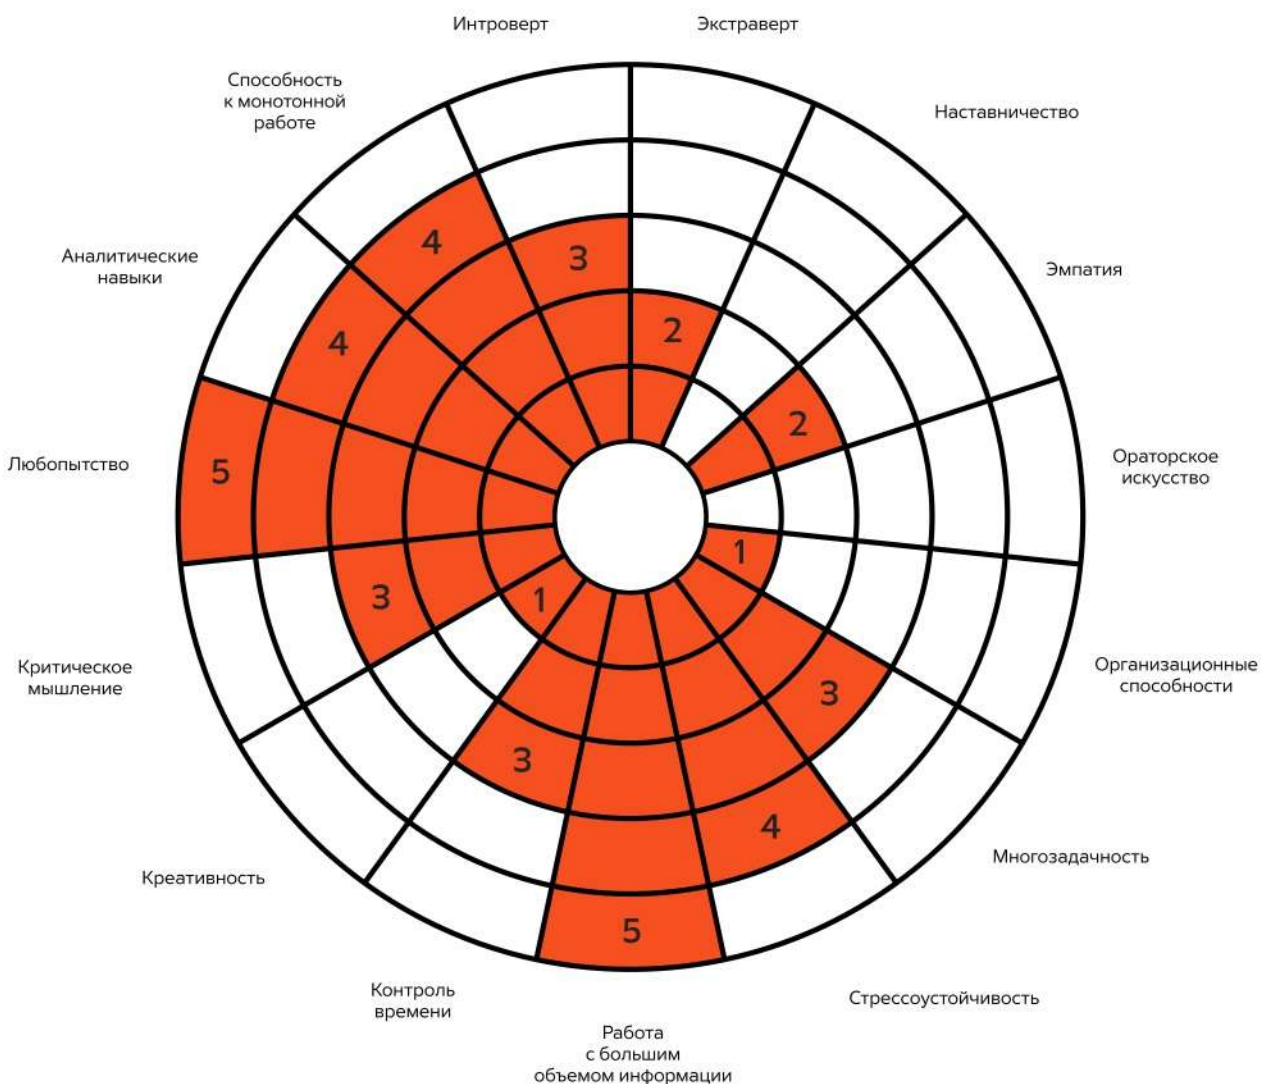 Интроверт
Экстраверт
Способность
к монотонной
работе
Наставничество
Аналитические
навыки
Эмпатия
Любопытство
Ораторское
искусство
Критическое
мышление
Организационные
способности
Креативность
Многозадачность
Контроль
времени
Стрессоустойчивость
Работа
с большим
объемом информации
4
3
2
4
2
5
1
3
1
3
3
4
5